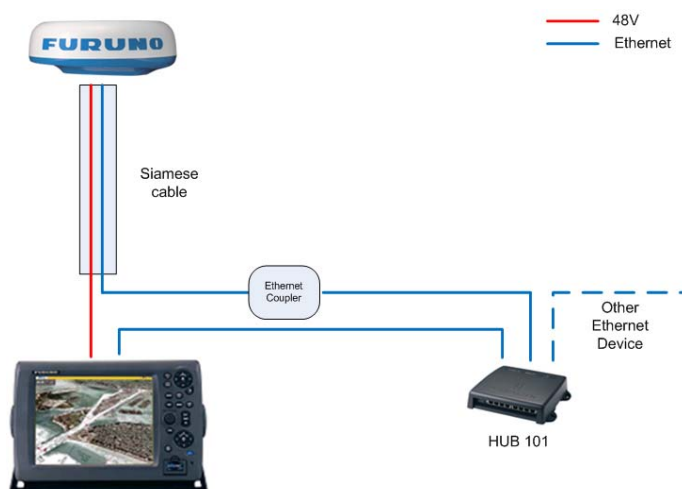 FURUNO
48V
Ethernet
Siamese
cable
Ethernet
Coupler
Other
Ethernet
Device
FURUNO
HUB 101